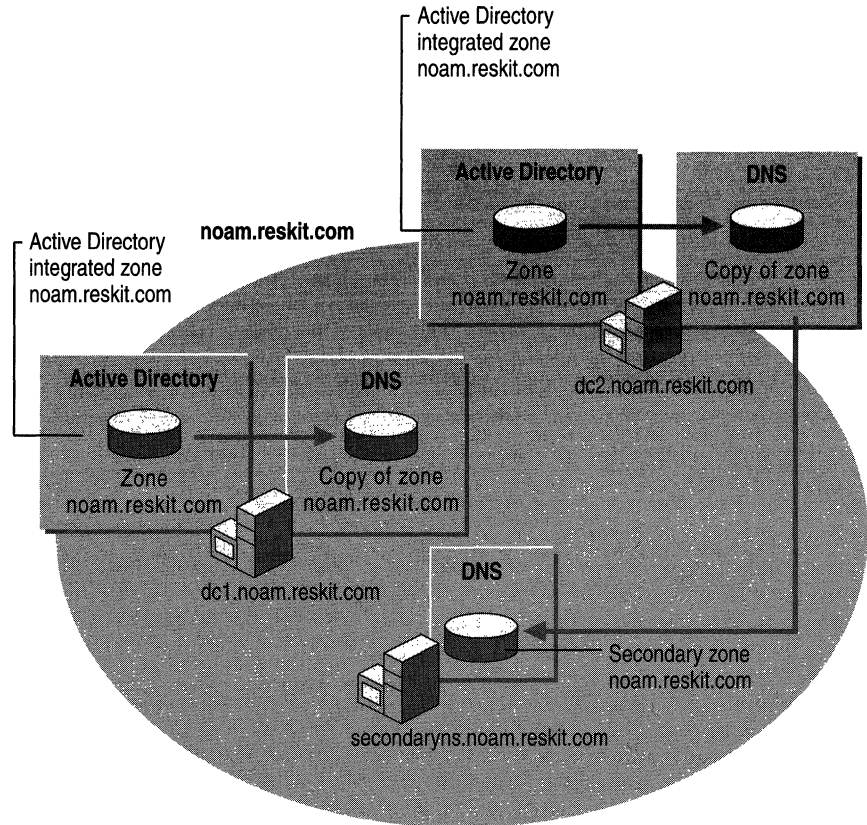 Active Directory
integrated zone
noam.reskit.com
Active Directory
DNS
Zone
noam.reskit.com
Copy of zone
noam.reskit.com
dc2.noam.reskit.com
noam.reskit.com
Active Directory
integrated zone
noam.reskit.com
Active Directory
DNS
Zone
noam.reskit.com
Copy of zone
noam.reskit.com
dc1.noam.reskit.com
DNS
Secondary zone
noam.reskit.com
secondaryns.noam.reskit.com